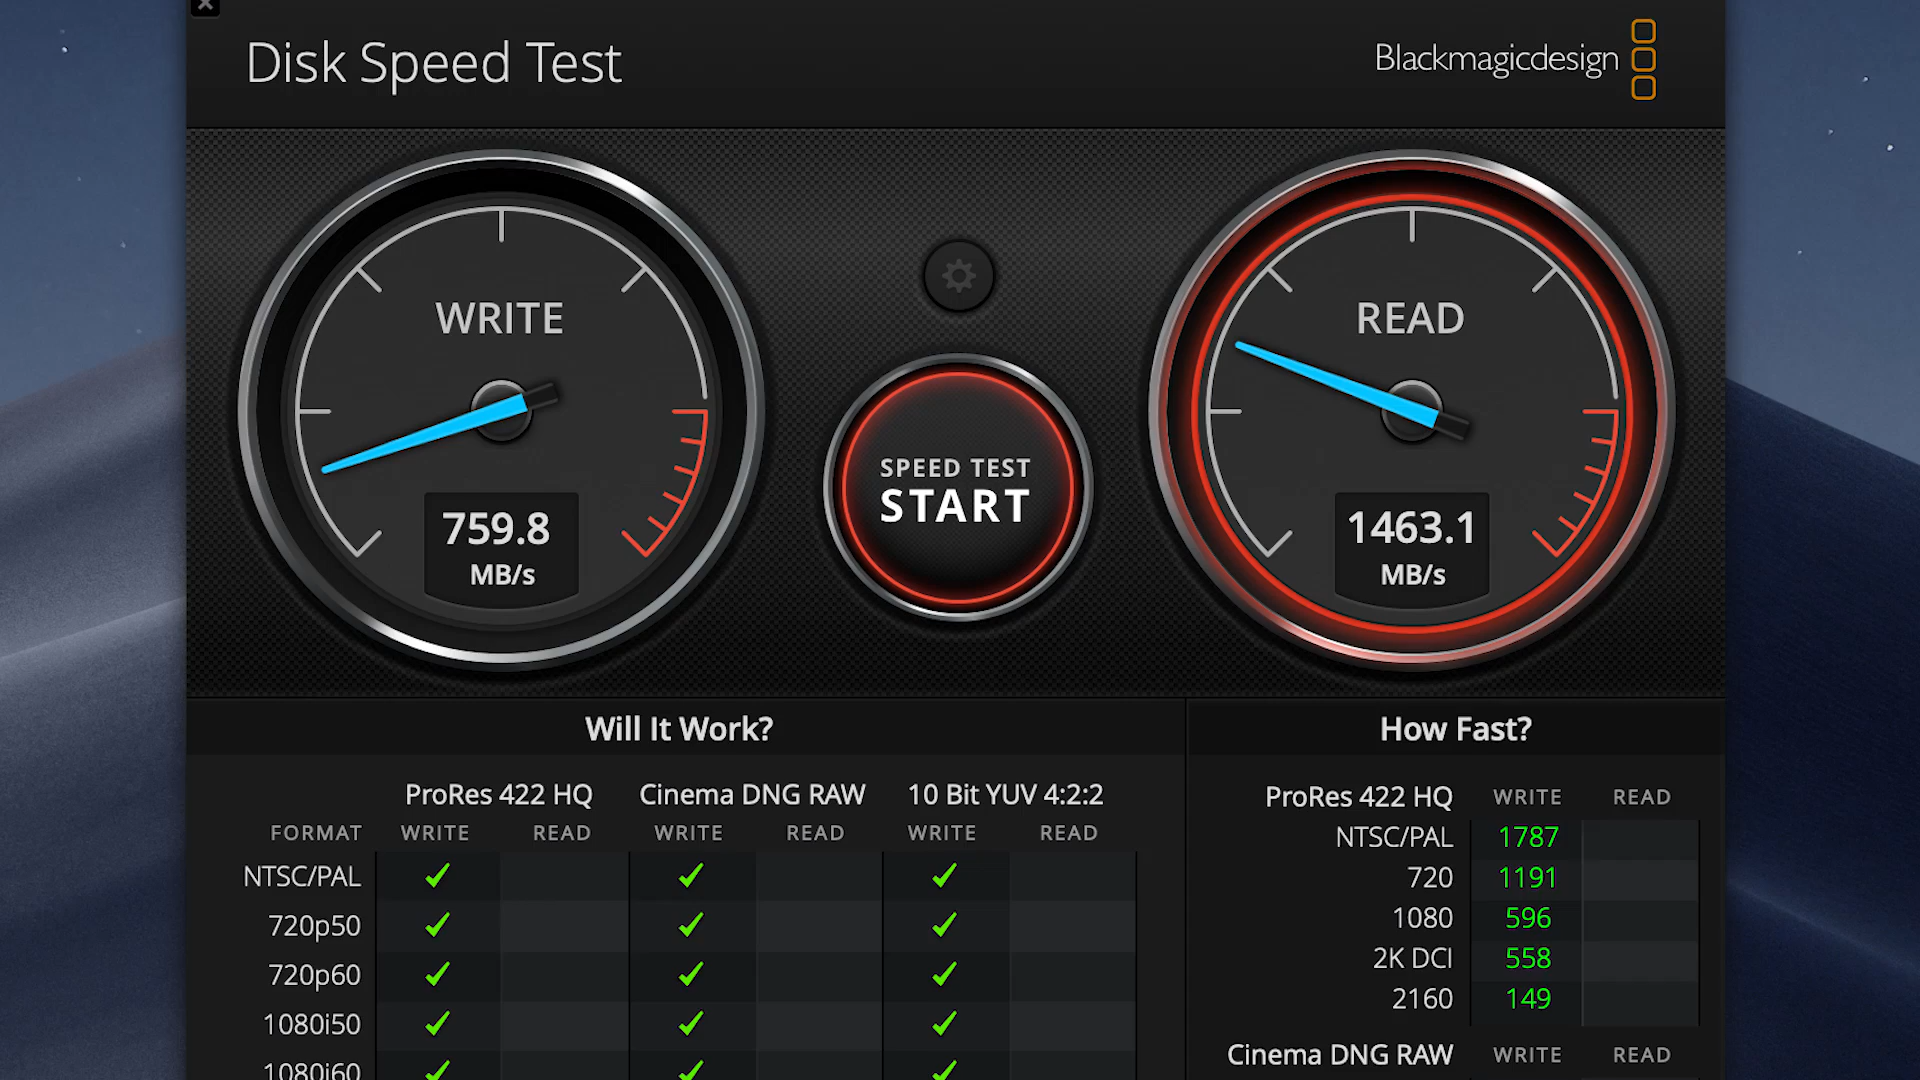 Disk Speed Test
Blackmagicdesign
WRITE
759.8
MB/s
SPEED TEST
START
READ
1463.1
MB/s
Will It Work?
ProRes 422 HQ Cinema DNG RAW 10 Bit YUV 4:2:2
FORMAT WRITE READ WRITE READ WRITE READ
NTSC/PAL ✓ ✓ ✓
720p50 ✓ ✓ ✓
720p60 ✓ ✓ ✓
1080i50 ✓ ✓ ✓
1080i60 ✓ ✓ ✓
How Fast?
ProRes 422 HQ WRITE READ
NTSC/PAL 1787
720 1191
1080 596
2K DCI 558
2160 149
Cinema DNG RAW WRITE READ